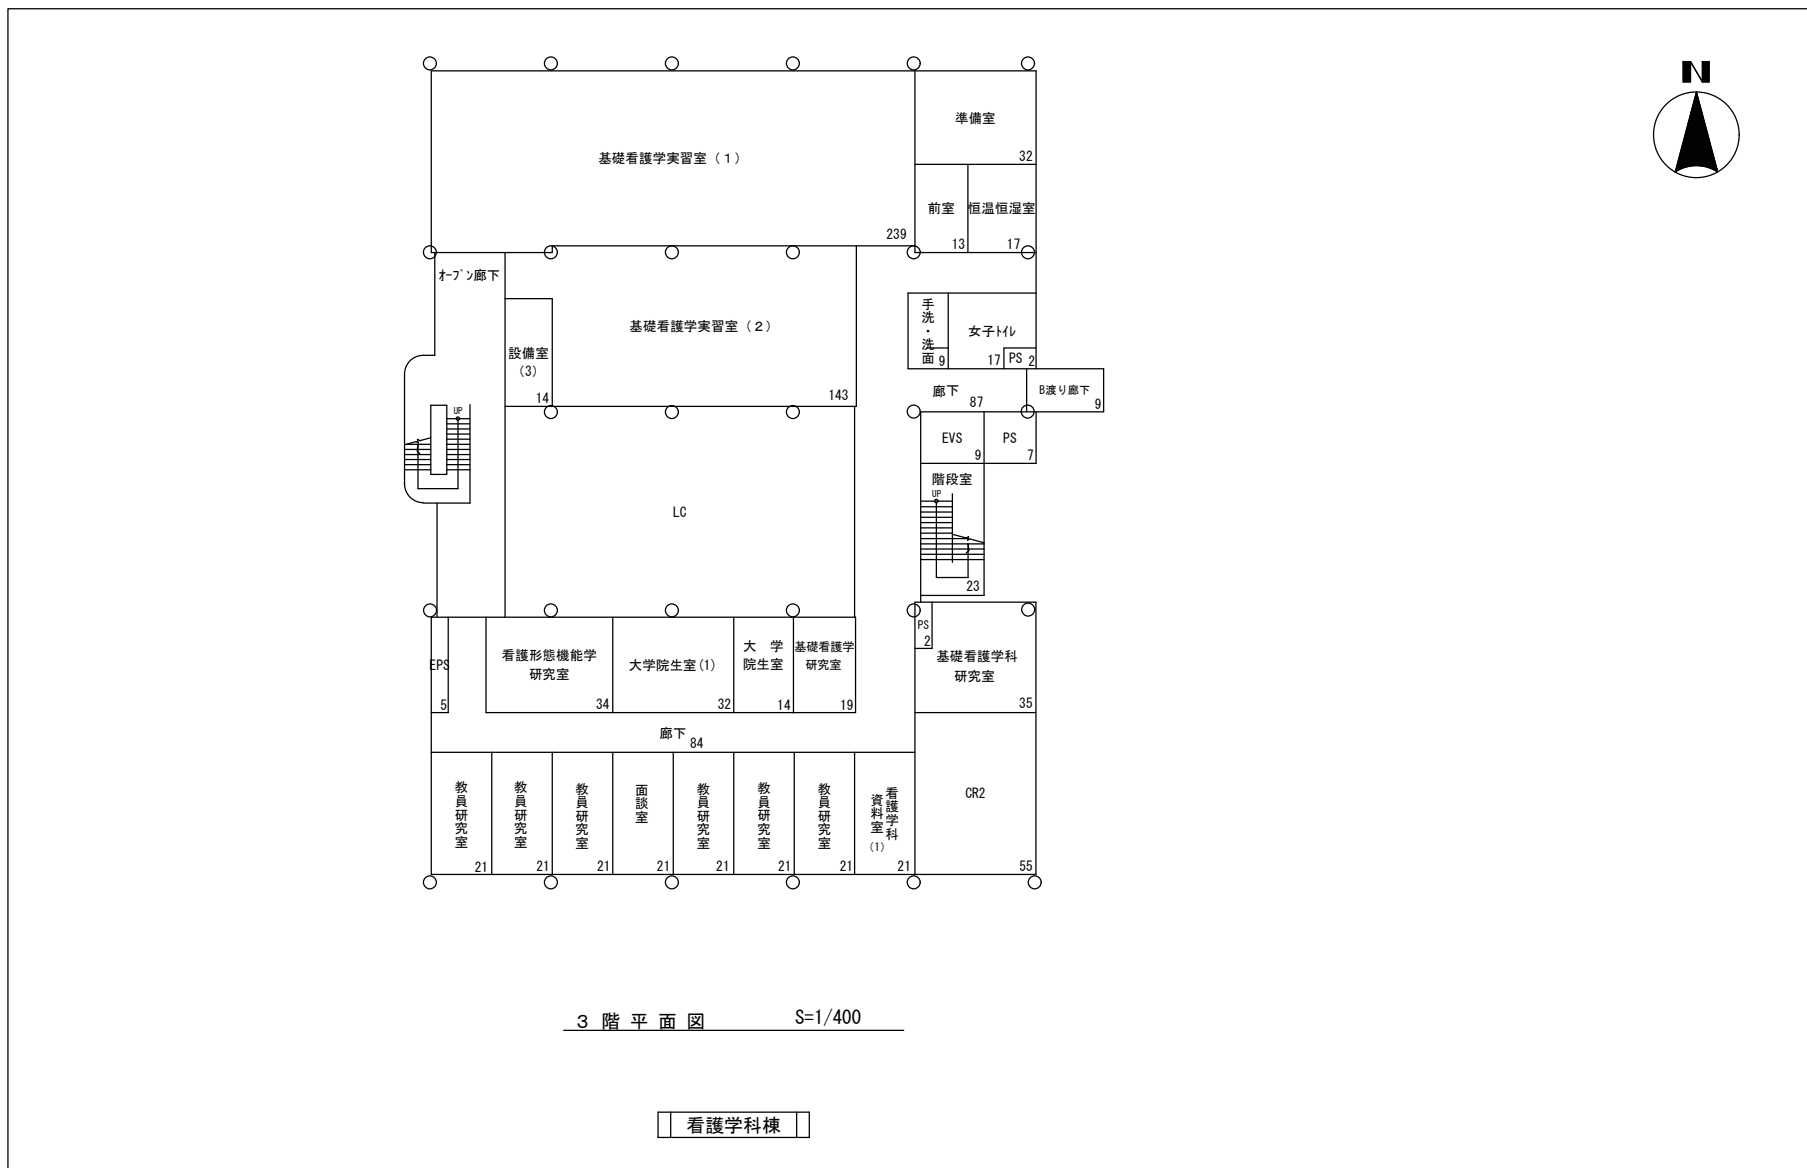 N
準備室
32
基礎看護学実習室（１）
239
前室
13
恒温恒湿室
17
ｵｰﾌﾟﾝ廊下
基礎看護学実習室（２）
143
設備室
(3)
14
手洗・洗面
9
女子ﾄｲﾚ
17
PS
2
廊下
87
B渡り廊下
9
UP
EVS
9
PS
7
階段室
UP
23
LC
EPS
5
看護形態機能学
研究室
34
大学院生室(1)
32
大　学
院生室
14
基礎看護学
研究室
19
PS
2
基礎看護学科
研究室
35
廊下
84
教員研究室
21
教員研究室
21
教員研究室
21
面談室
21
教員研究室
21
教員研究室
21
教員研究室
21
看護学科
資料室
(1)
21
CR2
55
３階平面図　S=1/400
看護学科棟